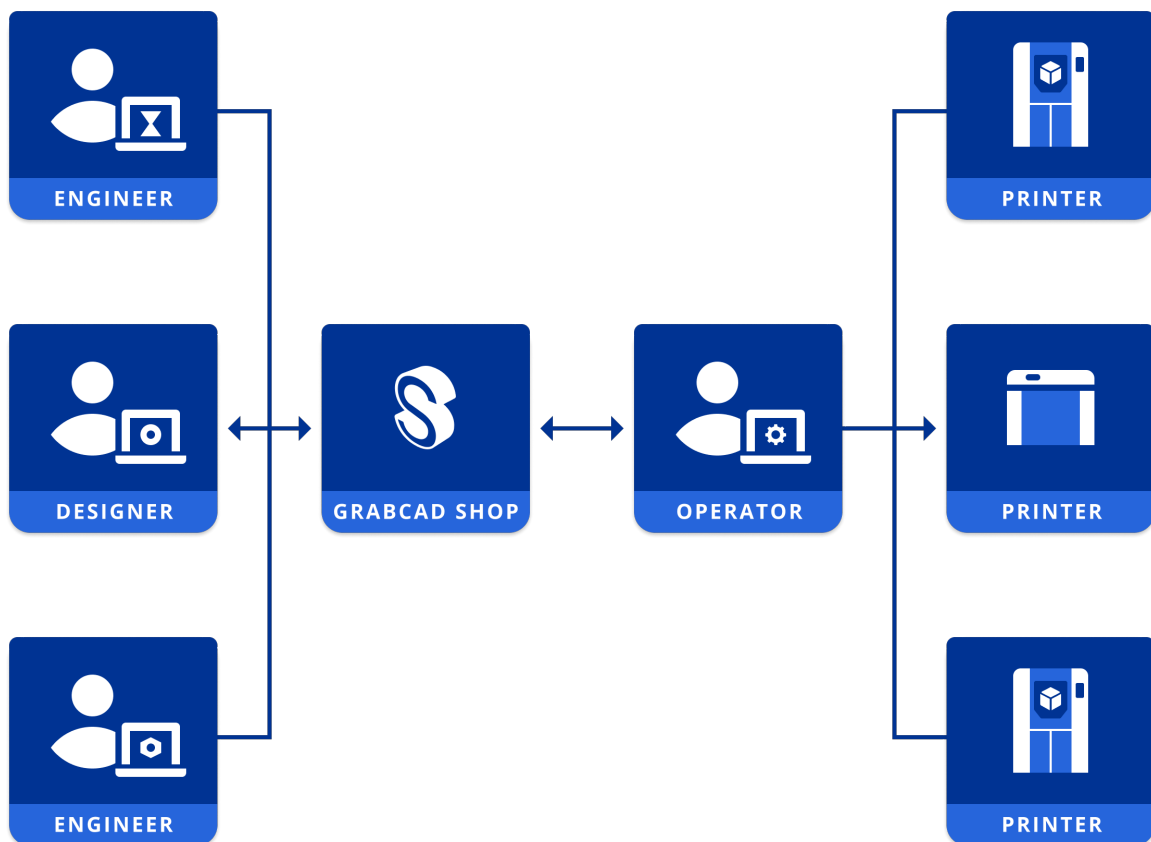 ENGINEER
PRINTER
DESIGNER
GRABCAD SHOP
OPERATOR
PRINTER
ENGINEER
PRINTER